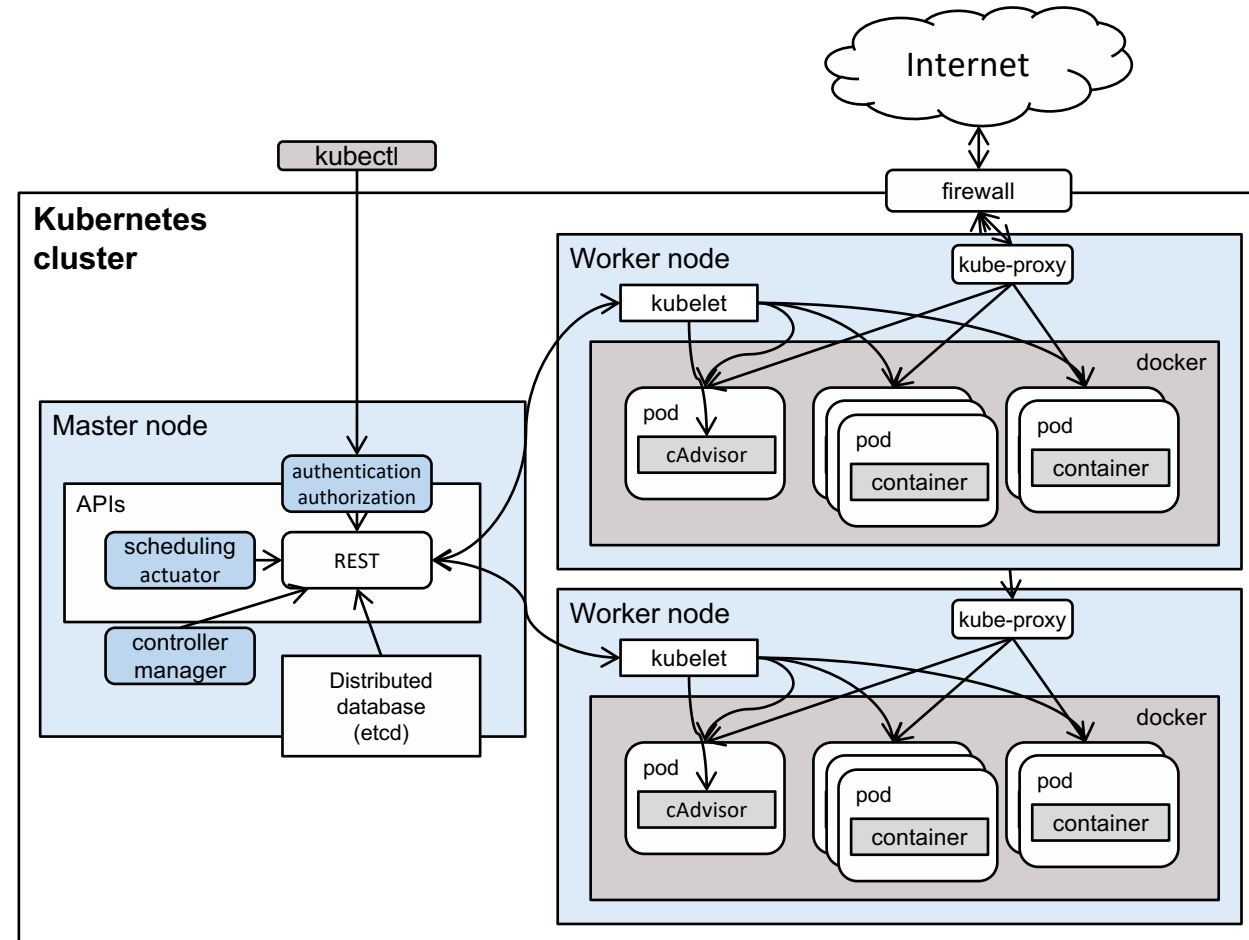 Internet
kubectl
firewall
Kubernetes
cluster
Worker node
kube-proxy
kubelet
docker
pod
cAdvisor
pod
container
pod
container
Master node
authentication
authorization
APIs
scheduling
actuator
REST
controller
manager
Distributed
database
(etcd)
Worker node
kube-proxy
kubelet
docker
pod
cAdvisor
pod
container
pod
container